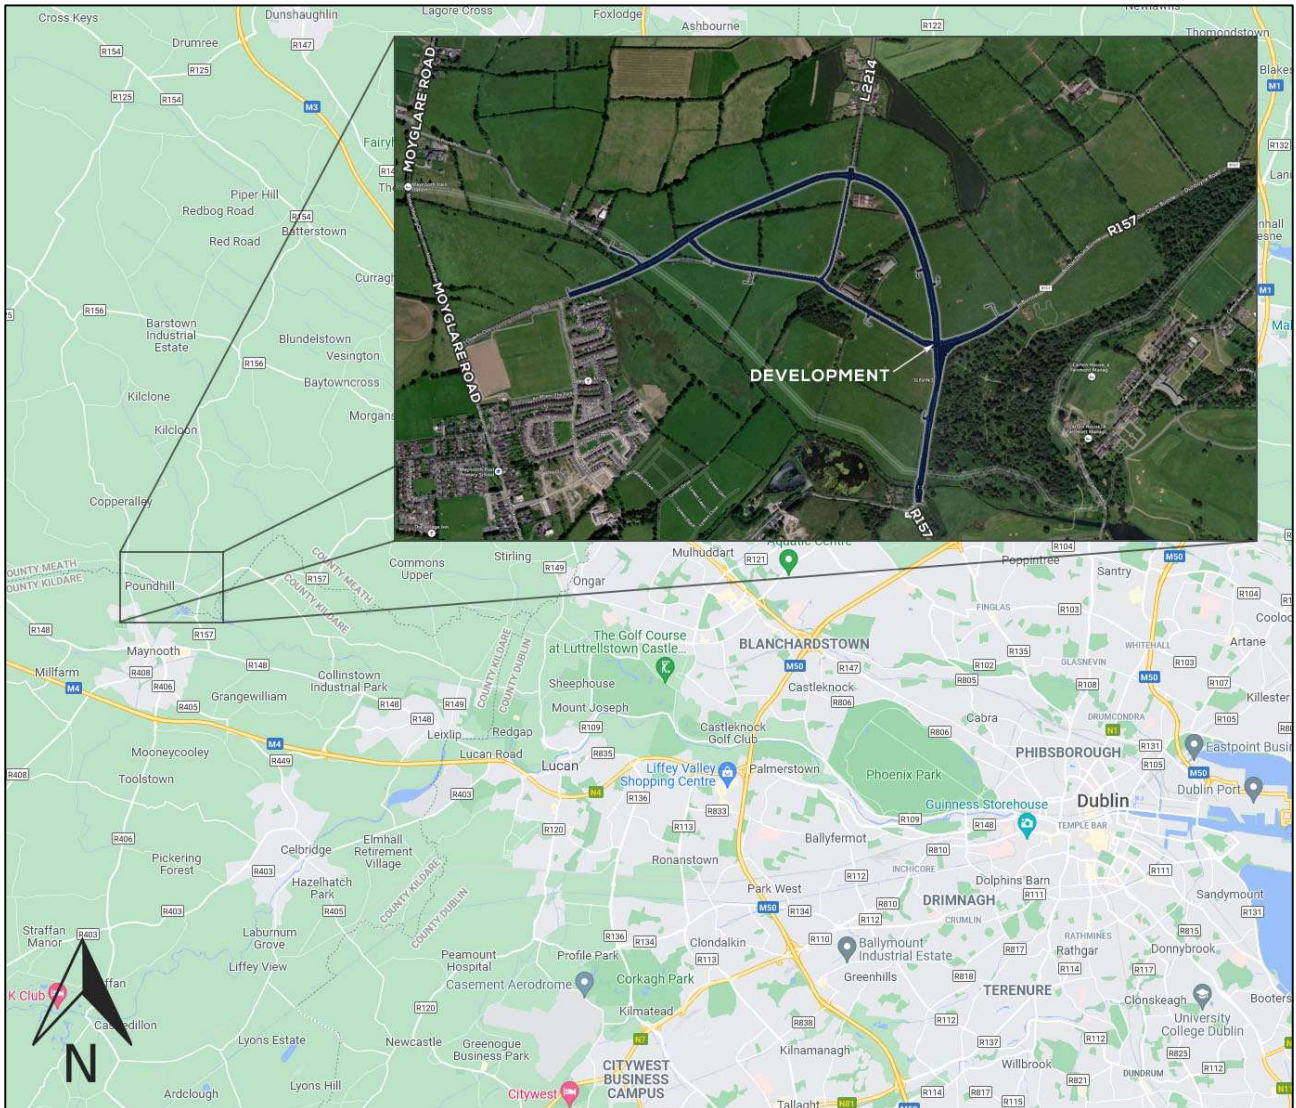 Cross Keys
Dunshaughlin
Lagore Cross
Foxlodge
Ashbourne
R122
Thomondstown
R154
Drumree
R147
R125
R125
R154
M3
Blakes
M1
R132
Piper Hill
Redbog Road
R154
Batterstown
Red Road
M1
R156
Barstown
Industrial
Estate
Blundelstown
Vesington
R156
Baytowncross
Kilclone
Kilcloon
Copperalley
MOYGLARE ROAD
L2214
R157
MOYGLARE ROAD
DEVELOPMENT
R157
COUNTY MEATH
COUNTY KILDARE
Poundhill
COUNTY MEATH
COUNTY KILDARE
R157
Commons
Upper
Stirling
R149
Ongar
Mulhuddart
R121
Aquatic Centre
R104
Poppintree
M50
Santry
R104
R148
R157
Maynooth
R148
R408
R406
Millfarm
M4
R405
Grangewilliam
Collinstown
Industrial Park
R148
R148
R149
Leixlip
COUNTY KILDARE
COUNTY DUBLIN
The Golf Course
at Luttrellstown Castle...
BLANCHARDSTOWN
M50
R147
FINGLAS
R103
R135
R102
GLASNEVIN
WHITEHALL
R103
Artane
Sheephouse
Mount Joseph
Redgap
R109
Castleknock
R806
R805
R108
M50
R107
Killester
Castleknock
Golf Club
Cabra
R806
DRUMCONDRA
N1
R105
R131
R105
Mooneycooley
M4
R449
Lucan Road
R835
Lucan
Liffey Valley
Shopping Centre
Palmerstown
PHIBSBOROUGH
Eastpoint Busin
M50
Dublin Port
R408
Toolstown
R403
N4
R136
R833
Phoenix Park
Guinness Storehouse
Dublin
R109
R148
TEMPLE BAR
R406
Celbridge
Elmhall
Retirement
Village
R120
R113
Ballyfermot
R810
Pickering
Forest
R403
Hazelhatch
Park
Ronanstown
INCHICORE
Dolphins Barn
R111
R111
R112
Park West
R403
R405
COUNTY KILDARE
COUNTY DUBLIN
M50
R134
R810
R112
DRIMNAGH
CRUMLIN
Sandymount
R131
Straffan
Manor
R403
Laburnum
Grove
Liffey View
R136
R134
Clondalkin
R113
R110
Ballymount
Industrial Estate
RATHMINES
R817
Rathgar
R815
Donnybrook
Peamount
Hospital
Profile Park
Casement Aerodrome
Corkagh Park
Greenhills
R818
R114
R117
K Club
R120
Kilmatead
TERENURE
Clonskeagh
Booters
University
College Dublin
R838
R112
R112
Lyons Estate
Newcastle
Greenogue
Business Park
N7
Kilnamanagh
R137
R112
R825
Willbrook
R112
N
CITYWEST
BUSINESS
CAMPUS
R821
DUNDRUM
Ardclough
Lyons Hill
Citywest
Tallaght
N81
M50
R114
R817
R115
N11